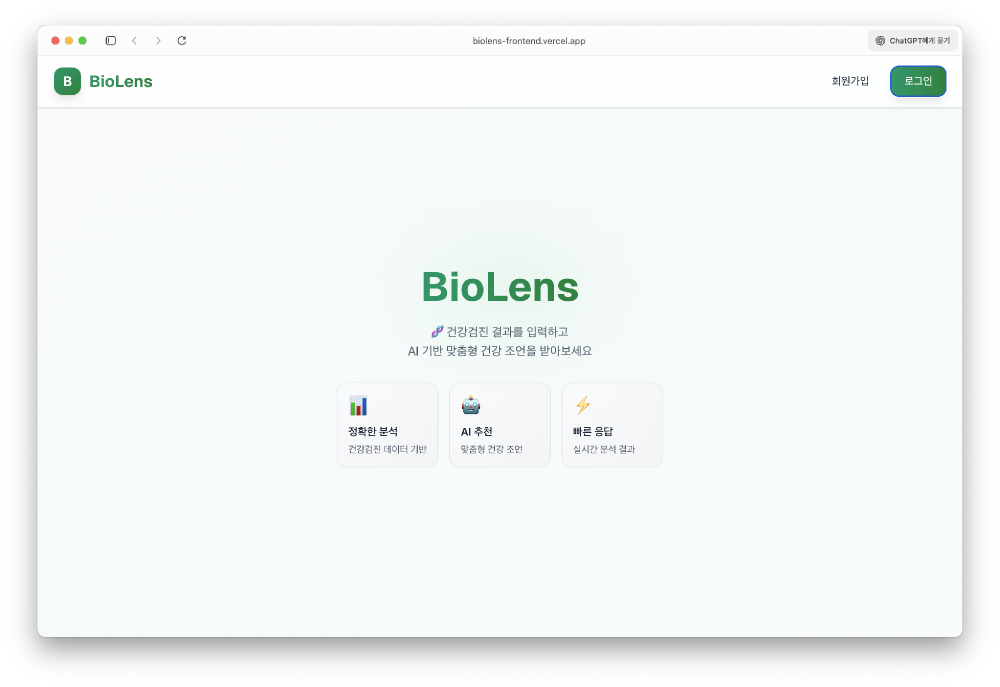 biolens-frontend.vercel.app
ChatGPT에게 묻기
B BioLens
회원가입
로그인
BioLens
건강검진 결과를 입력하고
AI 기반 맞춤형 건강 조언을 받아보세요
정확한 분석
건강검진 데이터 기반
AI 추천
맞춤형 건강 조언
빠른 응답
실시간 분석 결과